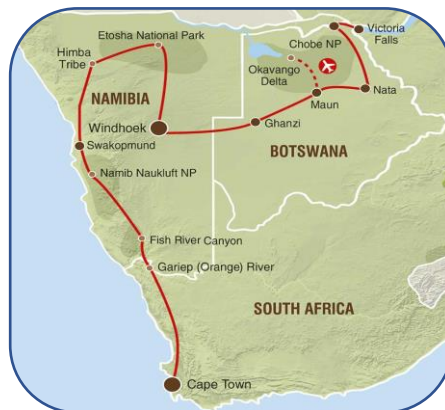 Etosha National Park
Victoria
Falls
Himba
Tribe
Chobe NP
Okavango
Delta
NAMIBIA
Maun
Nata
Windhoek
Ghanzi
Swakopmund
BOTSWANA
Namib Naukluft NP
Fish River Canyon
Gariep (Orange) River
SOUTH AFRICA
Cape Town